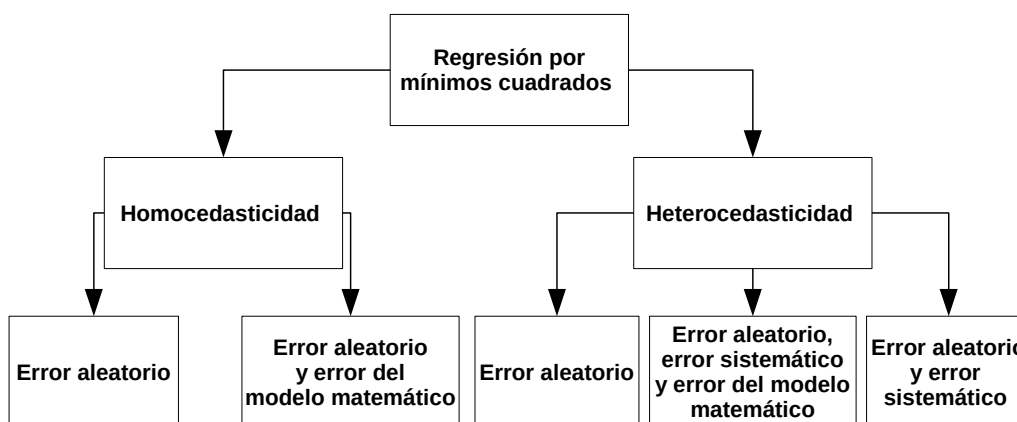 Regresión por
mínimos cuadrados
Homocedasticidad
Heterocedasticidad
Error aleatorio
Error aleatorio
y error del
modelo matemático
Error aleatorio
Error aleatorio,
error sistemático
y error del modelo
matemático
Error aleatorio
y error
sistemático